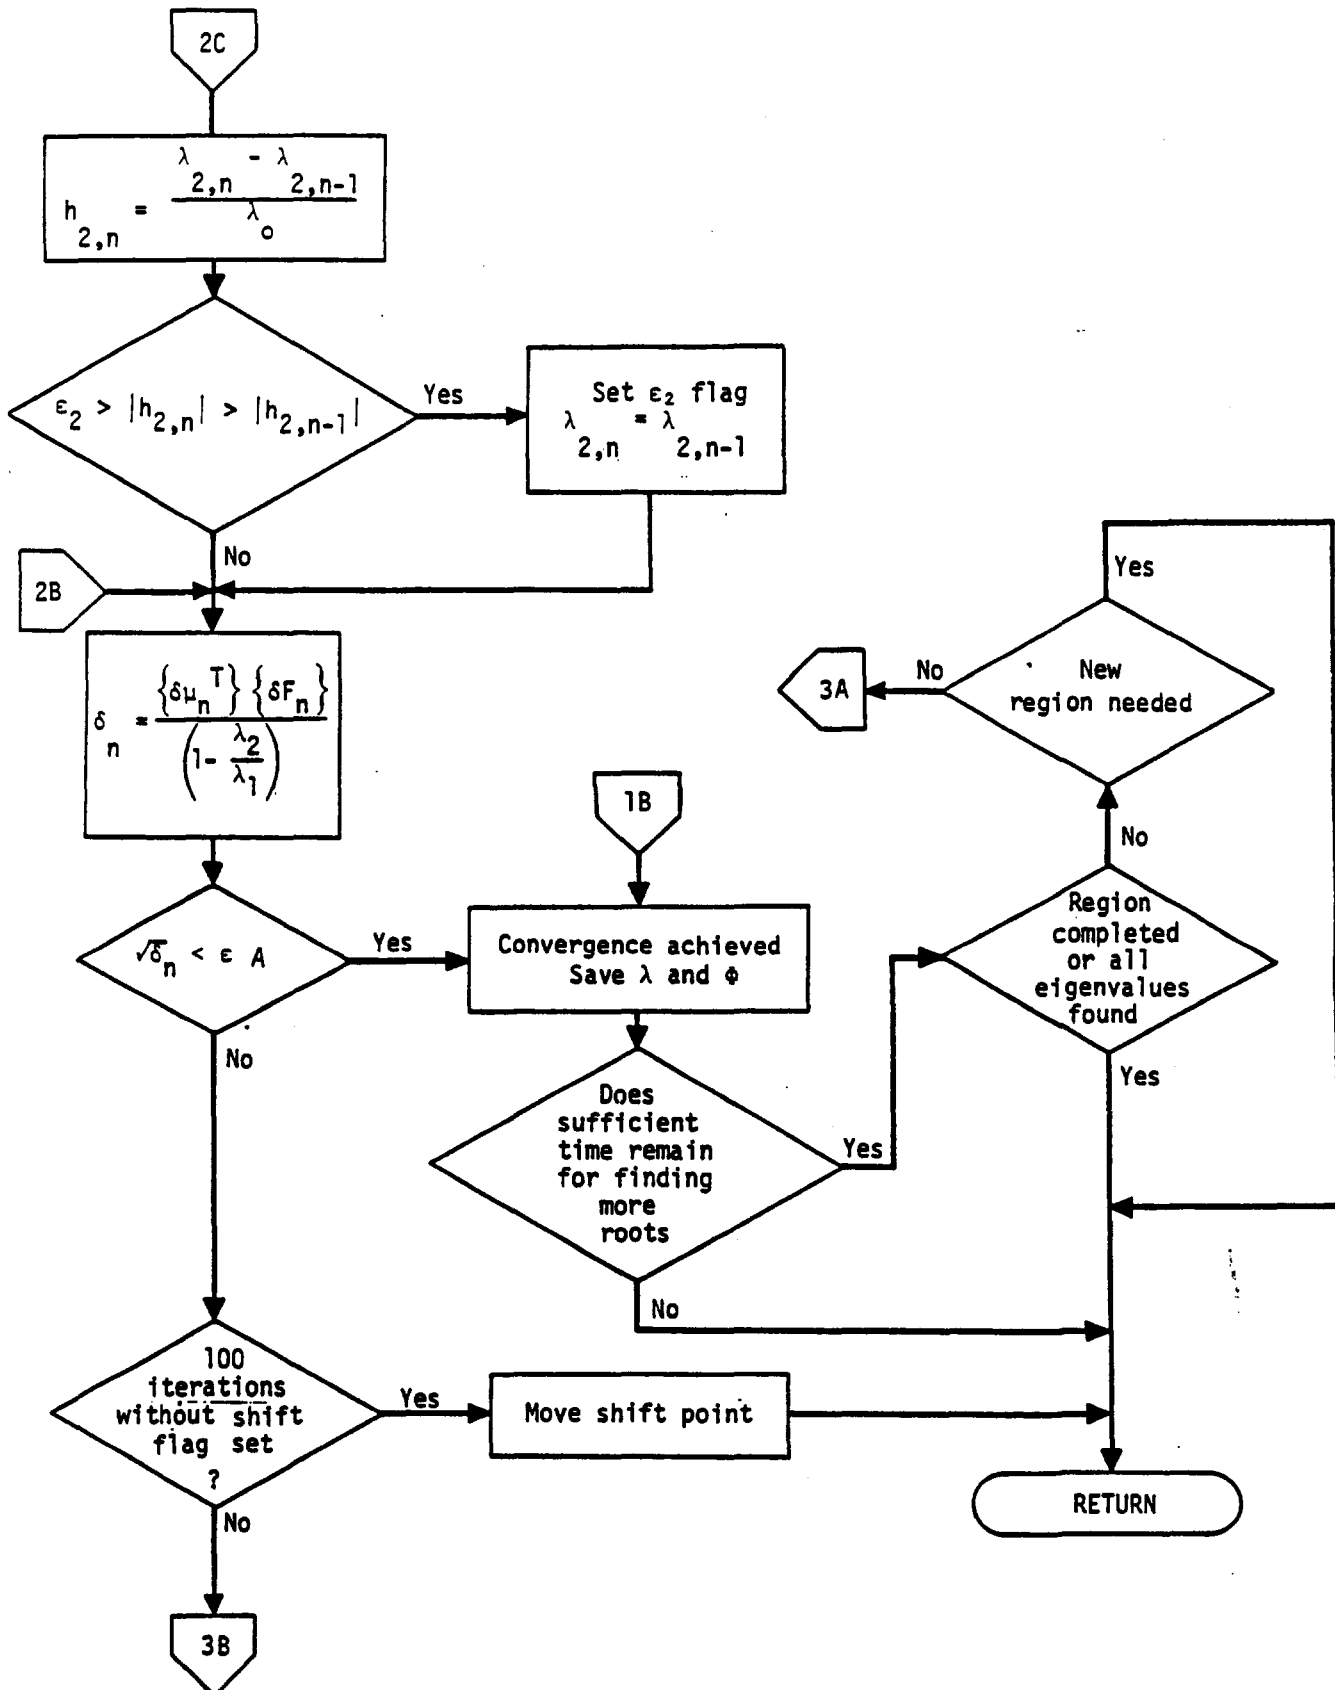 2C
h2,n = (λ2,n - λ2,n-1) / λo
ε2 > |h2,n| > |h2,n-1|
Yes
Set ε2 flag
λ2,n = λ2,n-1
No
2B
δn = {δμn^T} {δFn} / (1 - λ2/λ1)
√δn < ε A
Yes
No
1B
Convergence achieved
Save λ and Φ
Does
sufficient
time remain
for finding
more
roots
Yes
No
Region
completed
or all
eigenvalues
found
No
Yes
New
region needed
No
Yes
3A
100
iterations
without shift
flag set
?
Yes
Move shift point
No
RETURN
3B